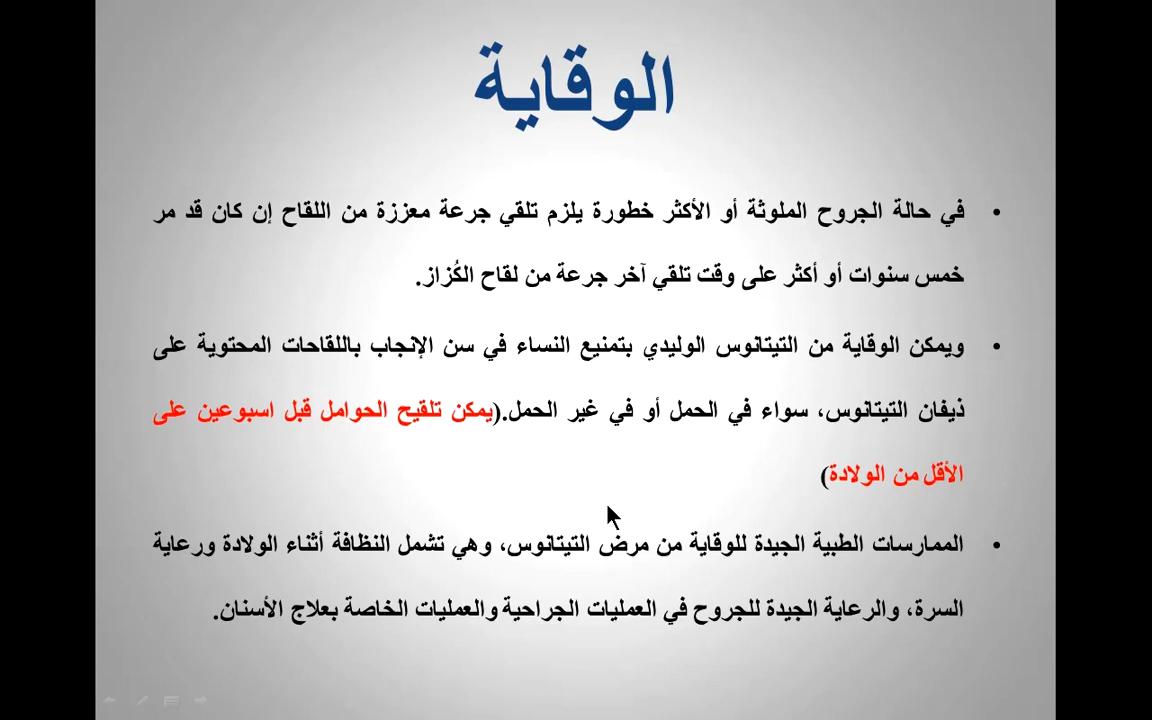 الوقاية
• في حالة الجروح الملوثة أو الأكثر خطورة يلزم تلقي جرعة معززة من اللقاح إن كان قد مر
خمس سنوات أو أكثر على وقت تلقي آخر جرعة من لقاح الكُزاز.
• ويمكن الوقاية من التيتانوس الوليدي بتمنيع النساء في سن الإنجاب باللقاحات المحتوية على
ذيفان التيتانوس، سواء في الحمل أو في غير الحمل.(يمكن تلقيح الحوامل قبل اسبوعين على
الأقل من الولادة)
• الممارسات الطبية الجيدة للوقاية من مرض التيتانوس، وهي تشمل النظافة أثناء الولادة ورعاية
السرة، والرعاية الجيدة للجروح في العمليات الجراحية والعمليات الخاصة بعلاج الأسنان.